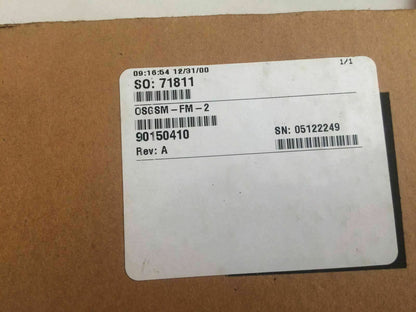 09:16:54 12/31/00 1/1
SO: 71811
OSGSM-FM-2
90150410 SN: 05122249
Rev: A